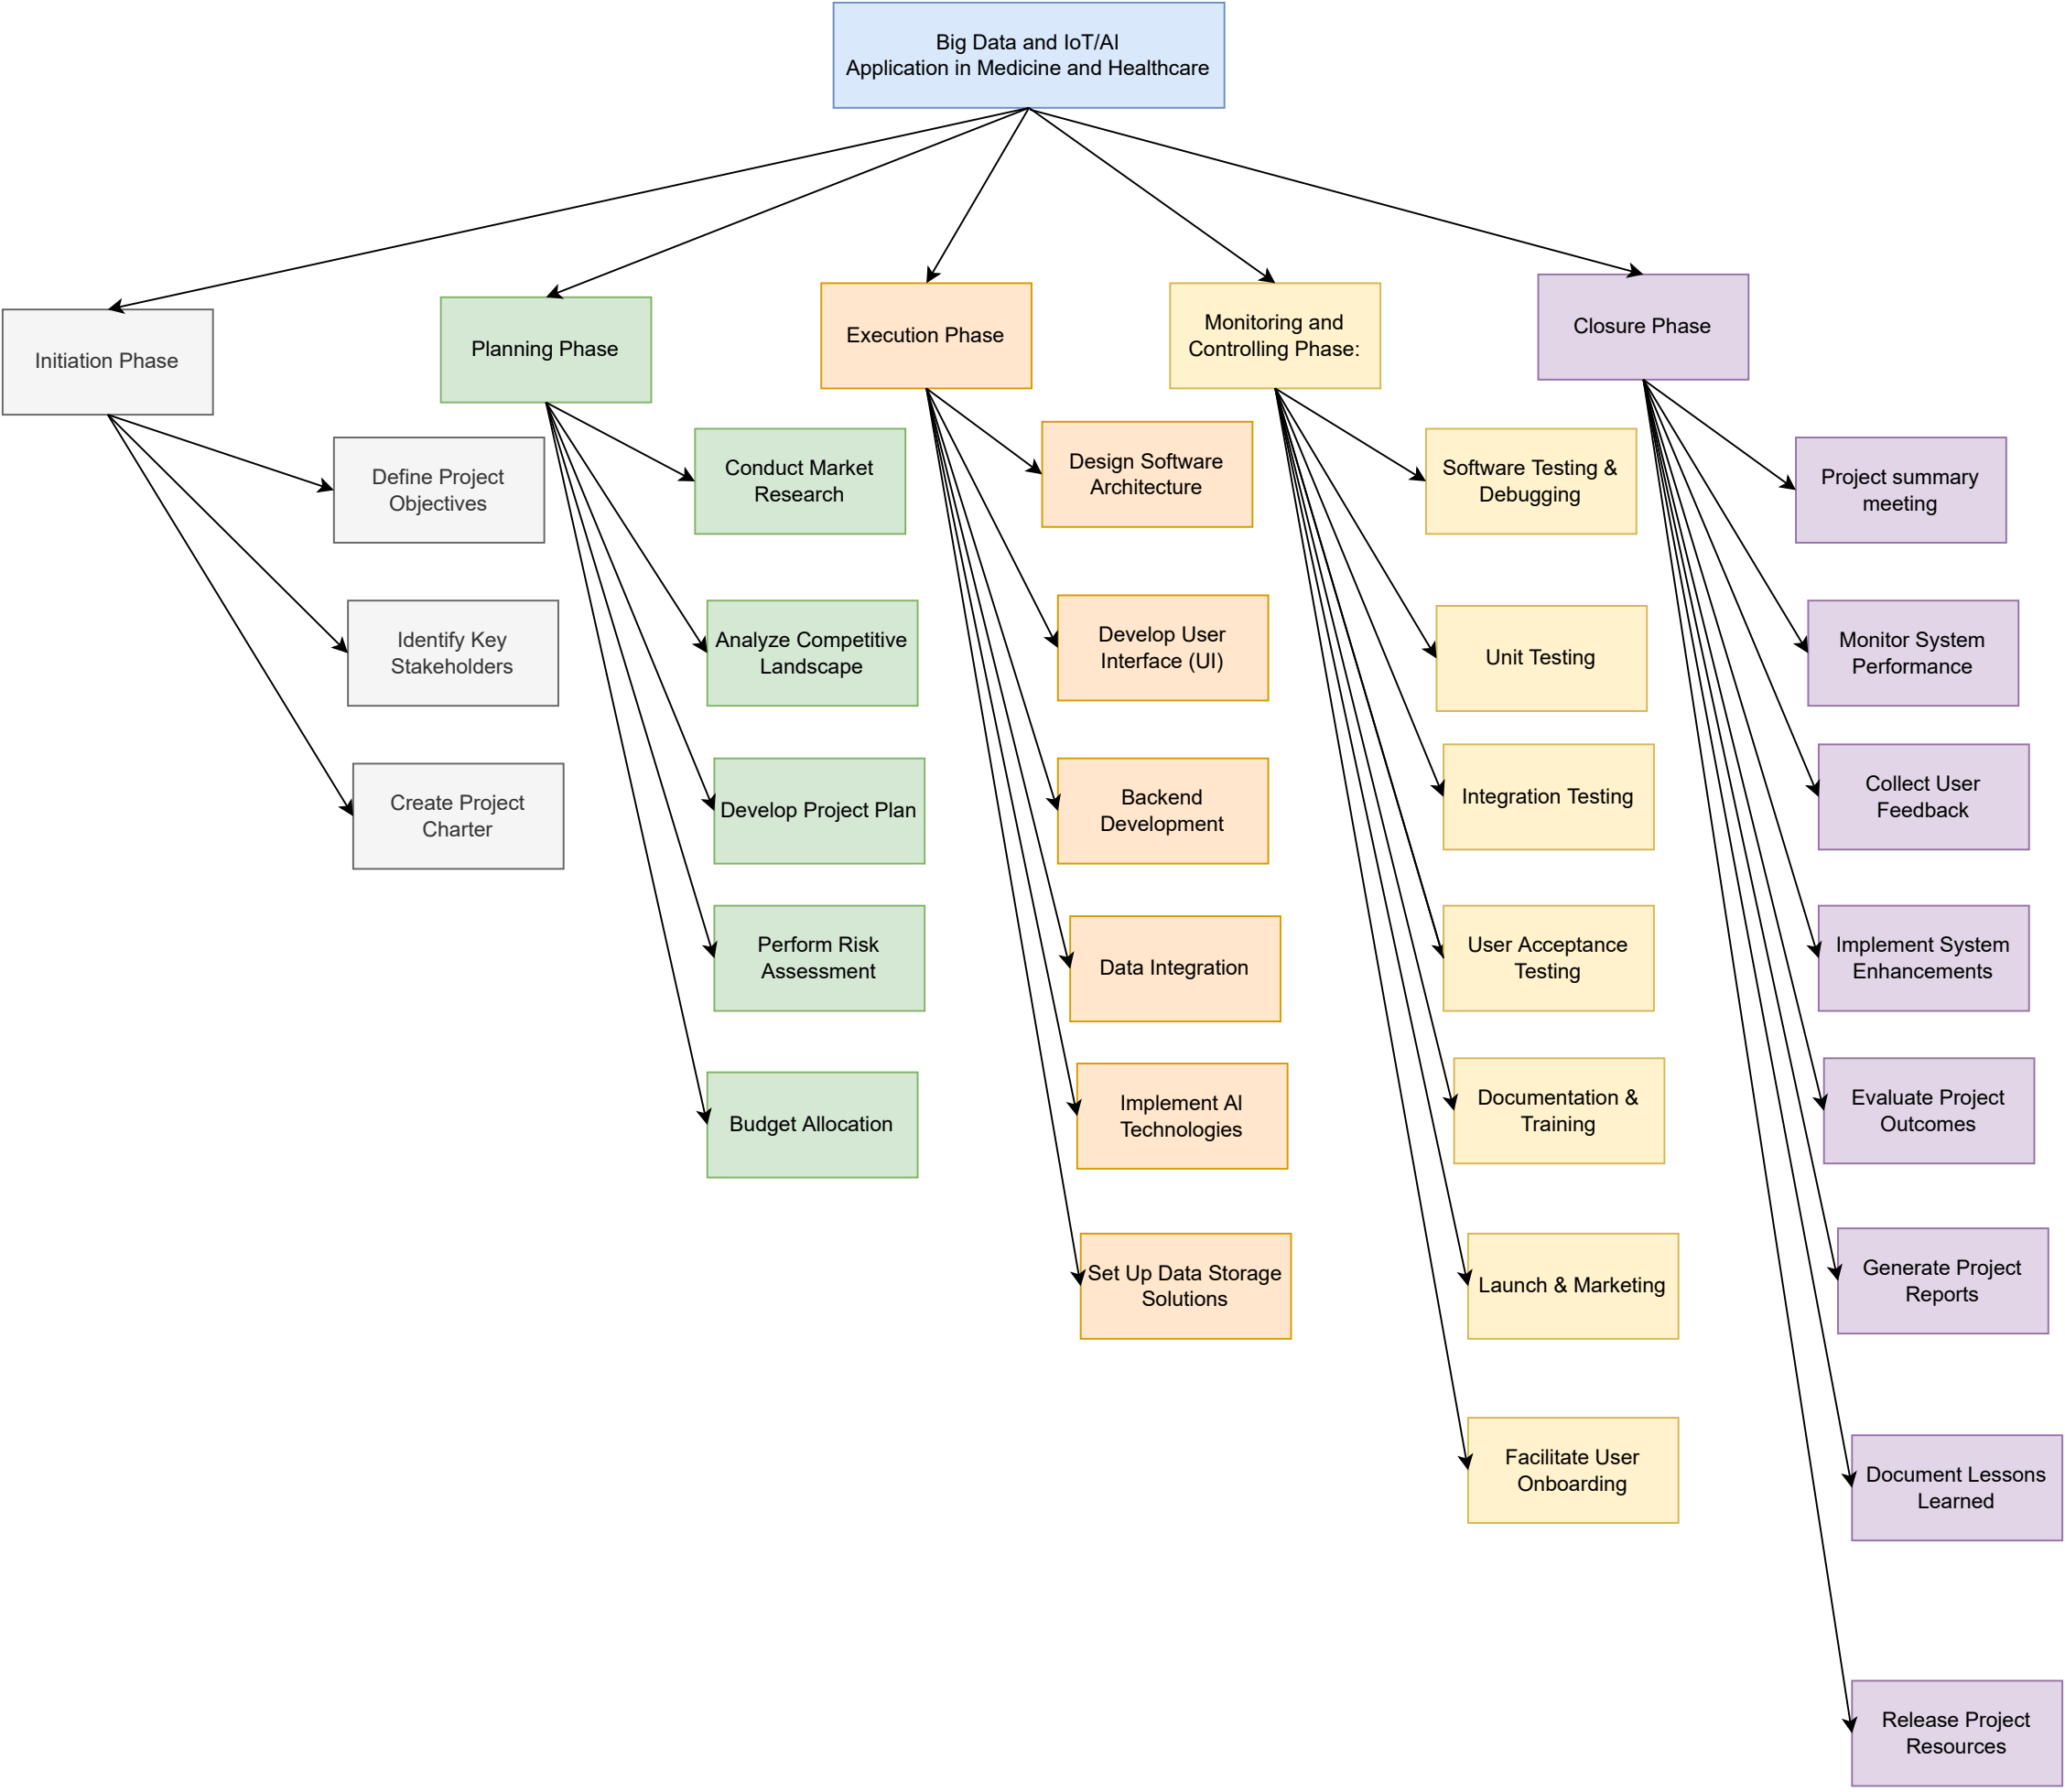 Big Data and IoT/AI
Application in Medicine and Healthcare
Initiation Phase
Define Project
Objectives
Identify Key
Stakeholders
Create Project
Charter
Planning Phase
Conduct Market
Research
Analyze Competitive
Landscape
Develop Project Plan
Perform Risk
Assessment
Budget Allocation
Execution Phase
Design Software
Architecture
Develop User
Interface (UI)
Backend
Development
Data Integration
Implement AI
Technologies
Set Up Data Storage
Solutions
Monitoring and
Controlling Phase:
Software Testing &
Debugging
Unit Testing
Integration Testing
User Acceptance
Testing
Documentation &
Training
Launch & Marketing
Facilitate User
Onboarding
Closure Phase
Project summary
meeting
Monitor System
Performance
Collect User
Feedback
Implement System
Enhancements
Evaluate Project
Outcomes
Generate Project
Reports
Document Lessons
Learned
Release Project
Resources